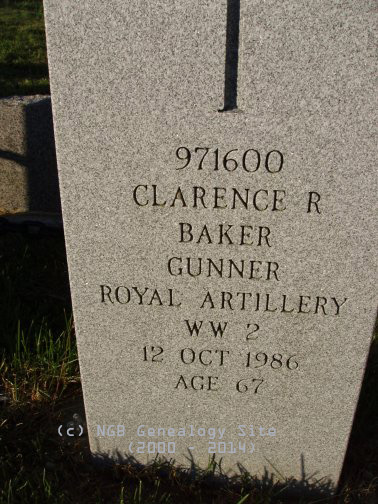 971600
CLARENCE R
BAKER
GUNNER
ROYAL ARTILLERY
WW 2
12 OCT 1986
AGE 67
(c) NGB Genealogy Site
(2000 - 2014)